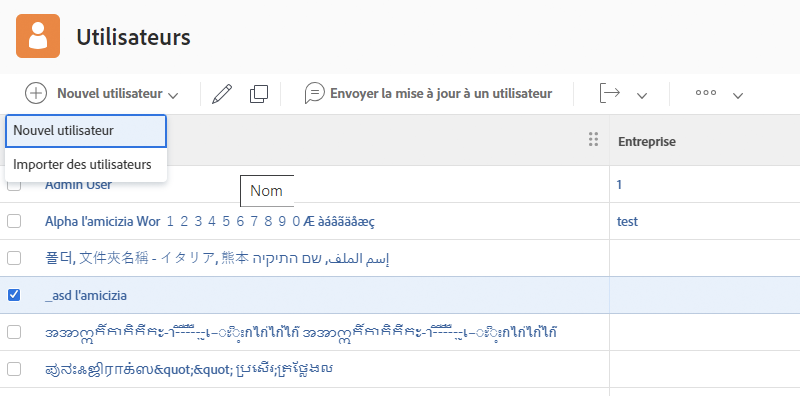 Utilisateurs
Nouvel utilisateur
Envoyer la mise à jour à un utilisateur
Nouvel utilisateur
Importer des utilisateurs
Entreprise
Nom
Admin User
1
Alpha l'amicizia Wor 1 2 3 4 5 6 7 8 9 0 Æ àáâãäåæç
test
폴더, 文件夾名稱 - イタリア, 熊本 إسم الملف, שם התיקיה
_asd l'amicizia